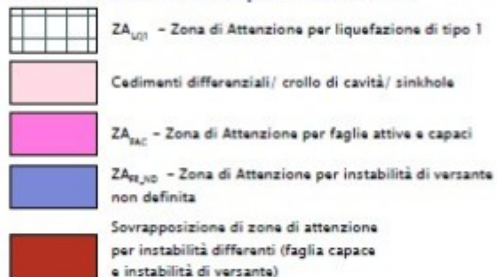 ZA_LQ1 – Zona di Attenzione per liquefazione di tipo 1
Cedimenti differenziali/ crollo di cavità/ sinkhole
ZA_FAC – Zona di Attenzione per faglie attive e capaci
ZA_FR_ND – Zona di Attenzione per instabilità di versante
non definita
Sovrapposizione di zone di attenzione
per instabilità differenti (faglia capace
e instabilità di versante)